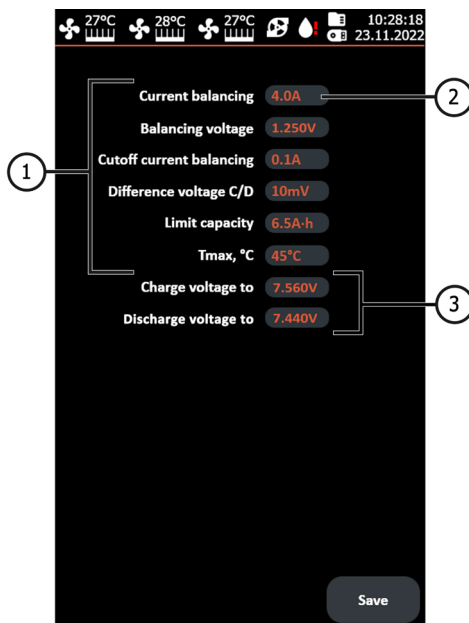 27°C 28°C 27°C 10:28:18
23.11.2022
Current balancing 4.0A
2
Balancing voltage 1.250V
1
Cutoff current balancing 0.1A
Difference voltage C/D 10mV
Limit capacity 6.5A·h
Tmax, °C 45°C
Charge voltage to 7.560V
3
Discharge voltage to 7.440V
Save